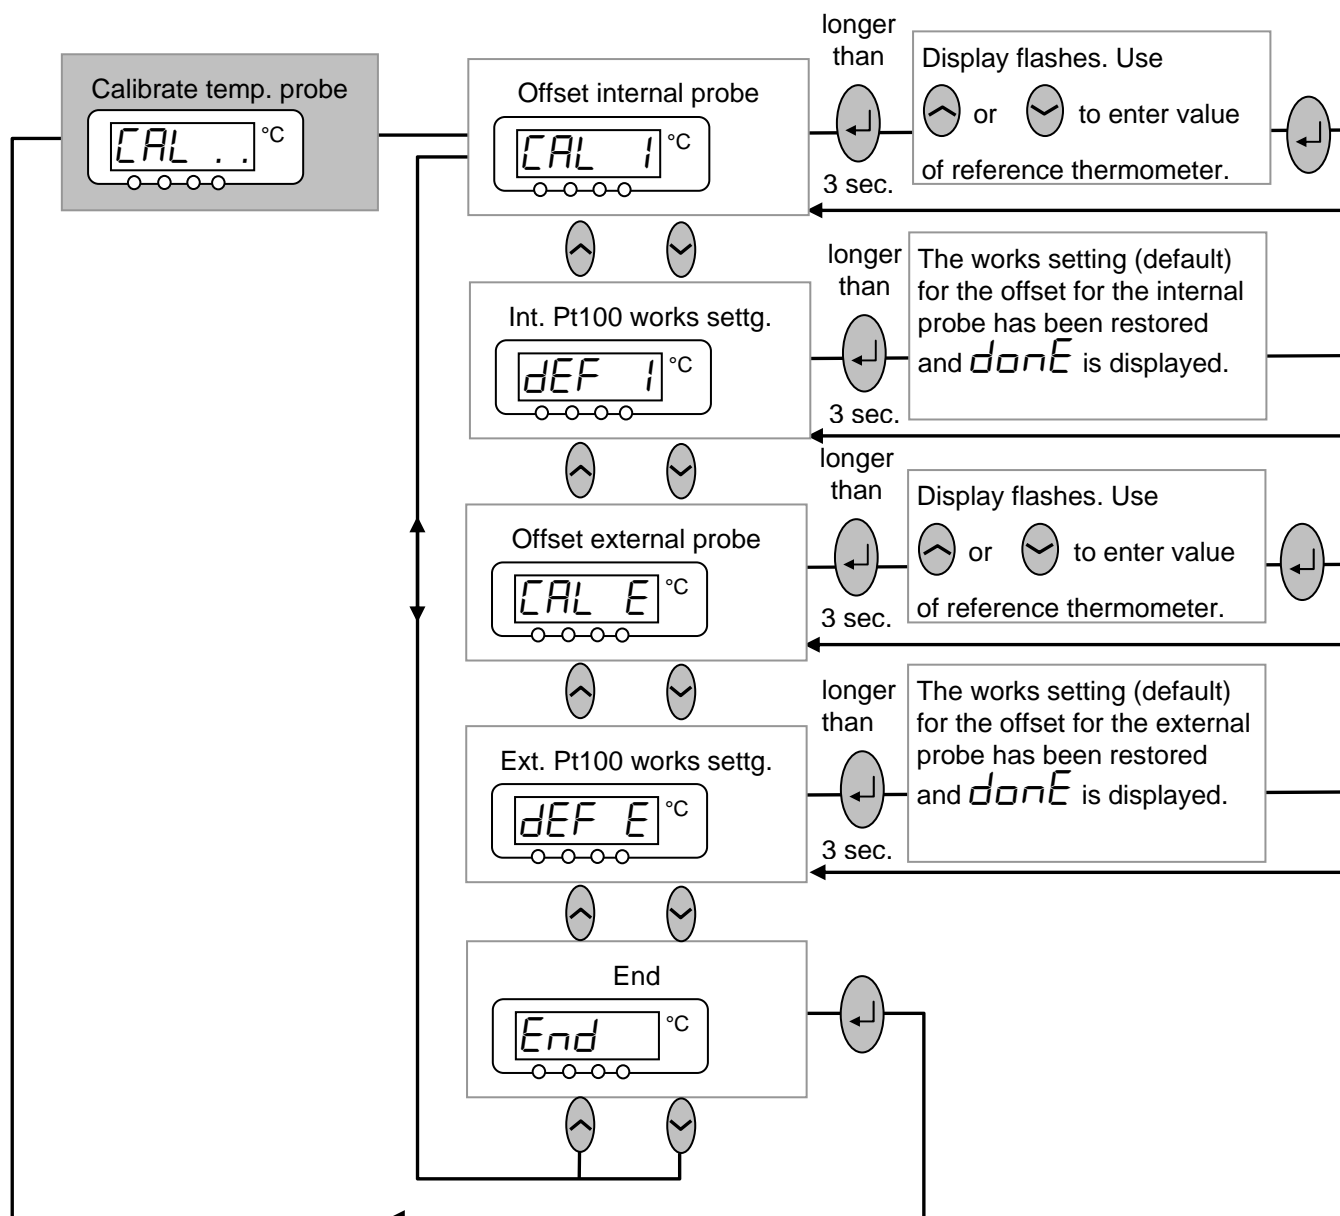 Calibrate temp. probe
CAL ..
°C
Offset internal probe
CAL I
°C
longer
than
3 sec.
Display flashes. Use
or
to enter value
of reference thermometer.
Int. Pt100 works settg.
dEF I
°C
longer
than
3 sec.
The works setting (default)
for the offset for the internal
probe has been restored
and donE is displayed.
Offset external probe
CAL E
°C
longer
than
3 sec.
Display flashes. Use
or
to enter value
of reference thermometer.
Ext. Pt100 works settg.
dEF E
°C
longer
than
3 sec.
The works setting (default)
for the offset for the external
probe has been restored
and donE is displayed.
End
End
°C